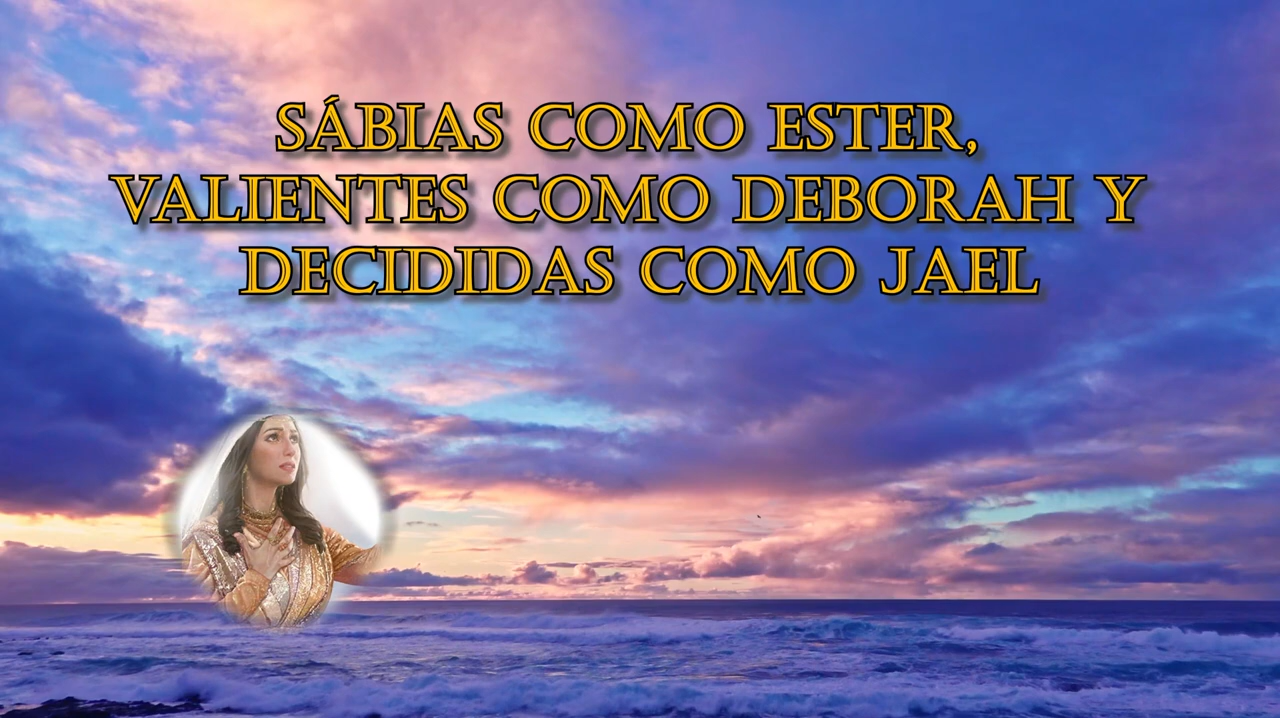 SÁBIAS COMO ESTER,
VALIENTES COMO DEBORAH Y
DECIDIDAS COMO JAEL